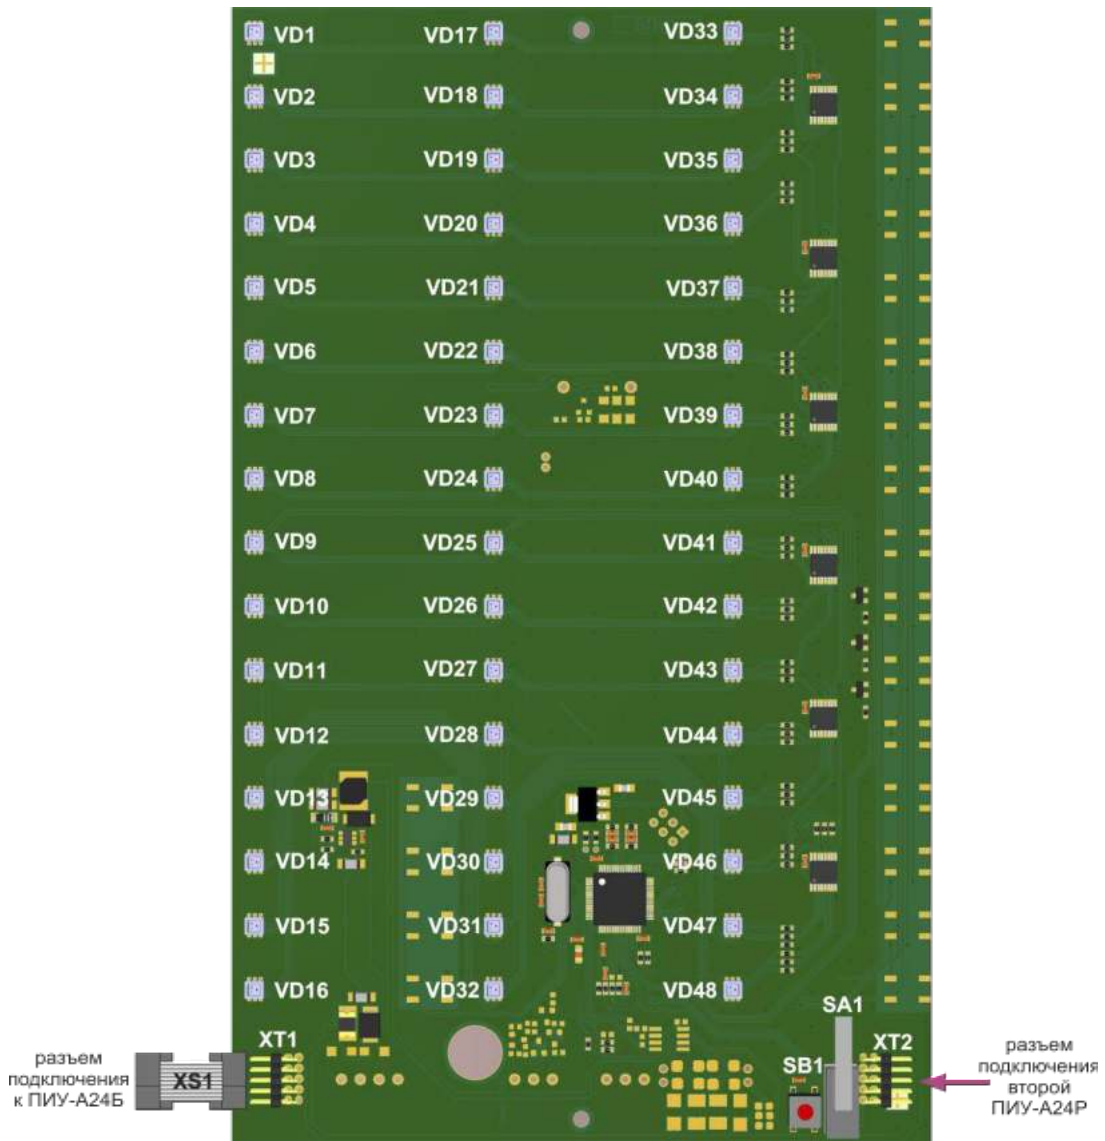 VD1 VD17 VD33
VD2 VD18 VD34
VD3 VD19 VD35
VD4 VD20 VD36
VD5 VD21 VD37
VD6 VD22 VD38
VD7 VD23 VD39
VD8 VD24 VD40
VD9 VD25 VD41
VD10 VD26 VD42
VD11 VD27 VD43
VD12 VD28 VD44
VD13 VD29 VD45
VD14 VD30 VD46
VD15 VD31 VD47
VD16 VD32 VD48
SA1
XT1 XT2
SB1
XS1
разъем
подключения
к ПИУ-А24Б
разъем
подключения
второй
ПИУ-А24Р